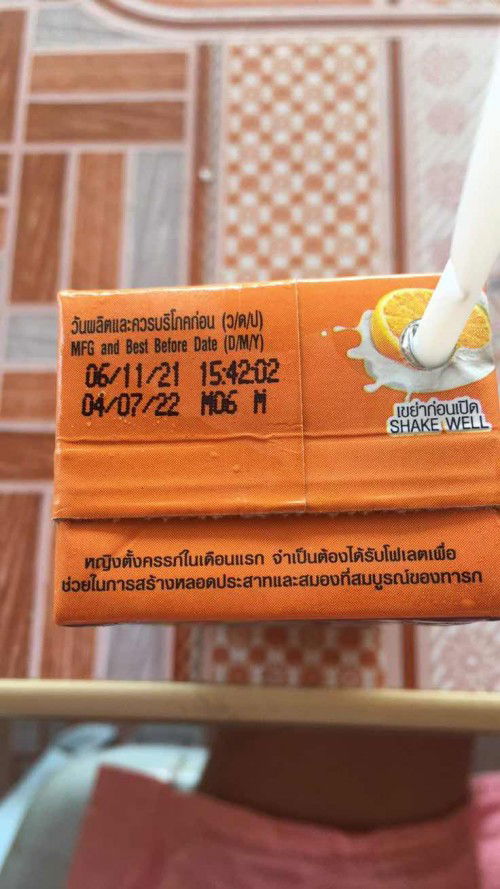 วันผลิตและควรบริโภคก่อน (ว/ด/ป)
MFG and Best Before Date (D/M/Y)
06/11/21 15:42:02
04/07/22 M06 M
เขย่าก่อนเปิด
SHAKE WELL
หญิงตั้งครรภ์ในเดือนแรก จำเป็นต้องได้รับโฟเลตเพื่อ
ช่วยในการสร้างหลอดประสาทและสมองที่สมบูรณ์ของทารก